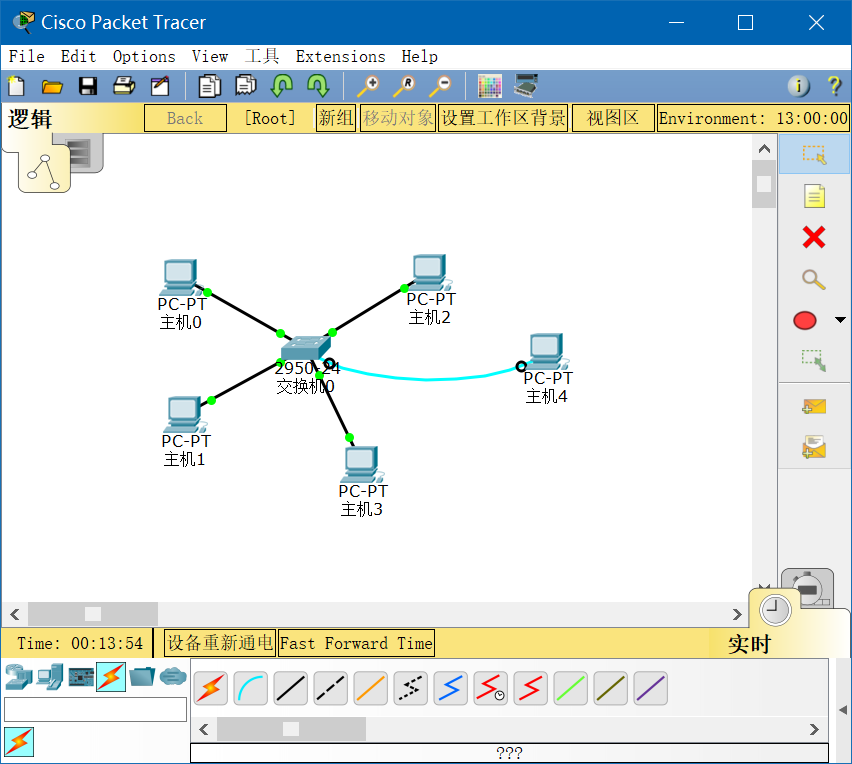 Cisco Packet Tracer
File Edit Options View 工具 Extensions Help
逻辑 Back [Root] 新组 移动对象 设置工作区背景 视图区 Environment: 13:00:00
PC-PT
主机0
PC-PT
主机2
2950-24
交换机0
PC-PT
主机4
PC-PT
主机1
PC-PT
主机3
Time: 00:13:54 设备重新通电 Fast Forward Time 实时
???